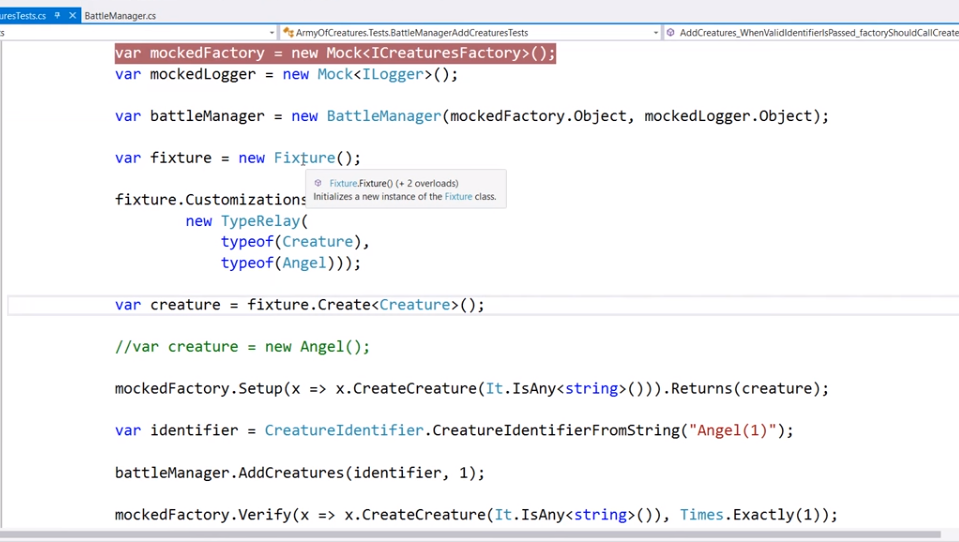 uresTests.cs
BattleManager.cs
cs
ArmyOfCreatures.Tests.BattleManagerAddCreaturesTests
AddCreatures_WhenValidIdentifierIsPassed_factoryShouldCallCreate
var mockedFactory = new Mock<ICreaturesFactory>();
var mockedLogger = new Mock<ILogger>();
var battleManager = new BattleManager(mockedFactory.Object, mockedLogger.Object);
var fixture = new Fixture();
Fixture.Fixture() (+ 2 overloads)
Initializes a new instance of the Fixture class.
fixture.Customizations
new TypeRelay(
typeof(Creature),
typeof(Angel)));
var creature = fixture.Create<Creature>();
//var creature = new Angel();
mockedFactory.Setup(x => x.CreateCreature(It.IsAny<string>())).Returns(creature);
var identifier = CreatureIdentifier.CreatureIdentifierFromString("Angel(1)");
battleManager.AddCreatures(identifier, 1);
mockedFactory.Verify(x => x.CreateCreature(It.IsAny<string>()), Times.Exactly(1));